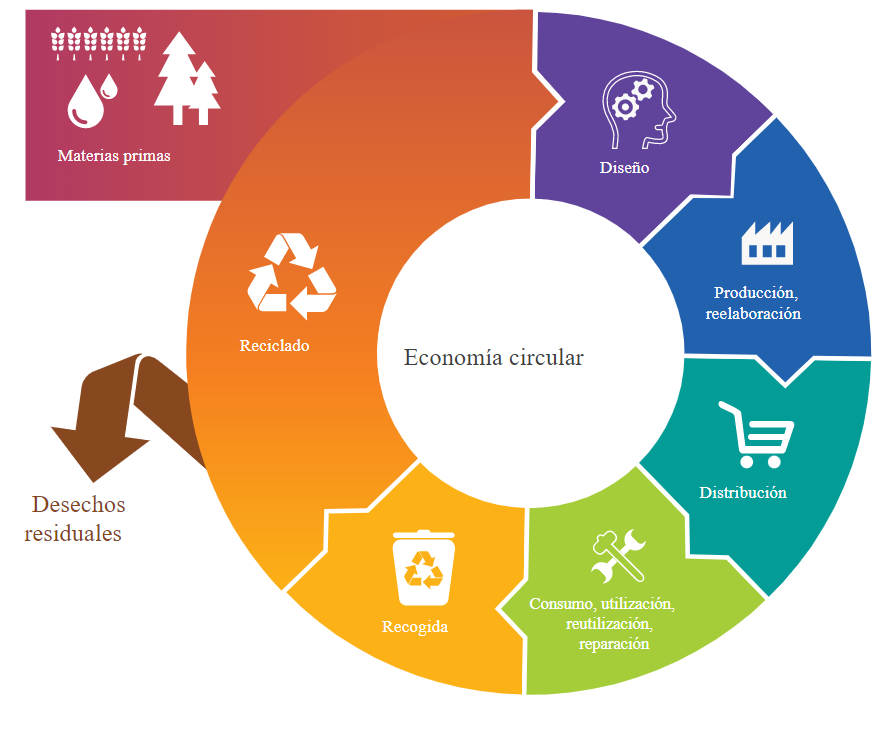 Materias primas
Diseño
Producción,
reelaboración
Reciclado
Economía circular
Distribución
Desechos
residuales
Consumo, utilización,
reutilización,
reparación
Recogida